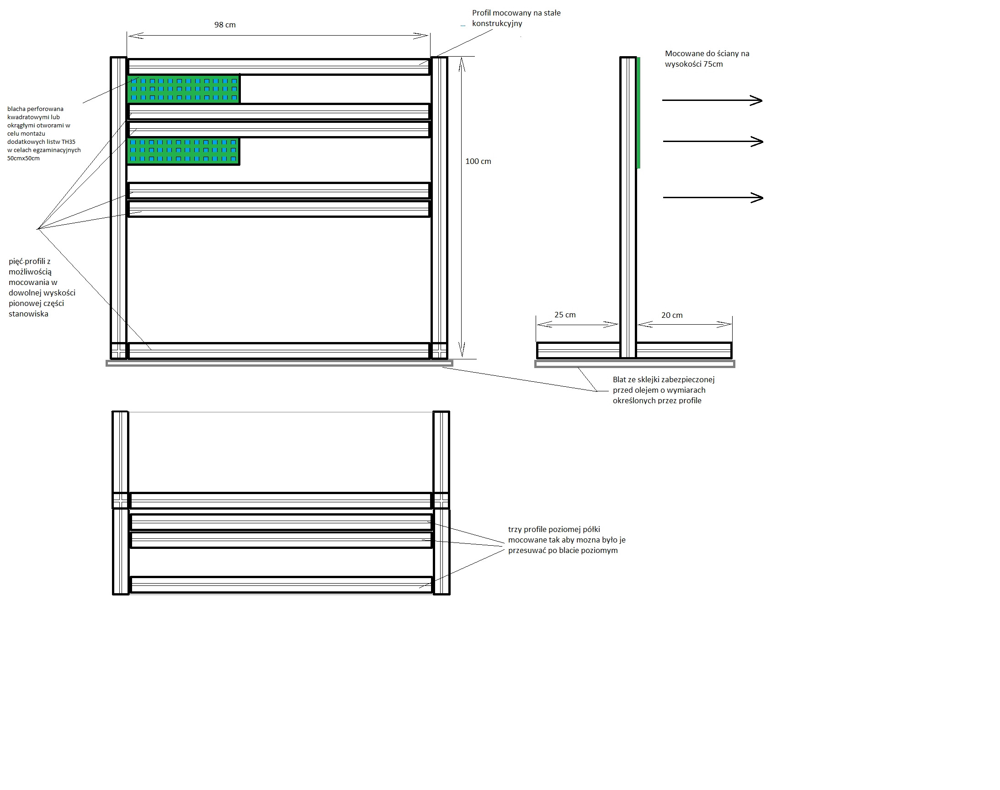 98 cm
Profil mocowany na stałe
konstrukcyjny
Mocowane do ściany na
wysokości 75cm
blacha perforowana
kwadratowymi lub
okrągłymi otworami w
celu montażu
dodatkowych listw TH35
w celach egzaminacyjnych
50cmx50cm
100 cm
pięć profili z
możliwością
mocowania w
dowolnej wyskości
pionowej części
stanowiska
25 cm
20 cm
Blat ze sklejki zabezpieczonej
przed olejem o wymiarach
określonych przez profile
trzy profile poziomej półki
mocowane tak aby mozna było je
przesuwać po blacie poziomym